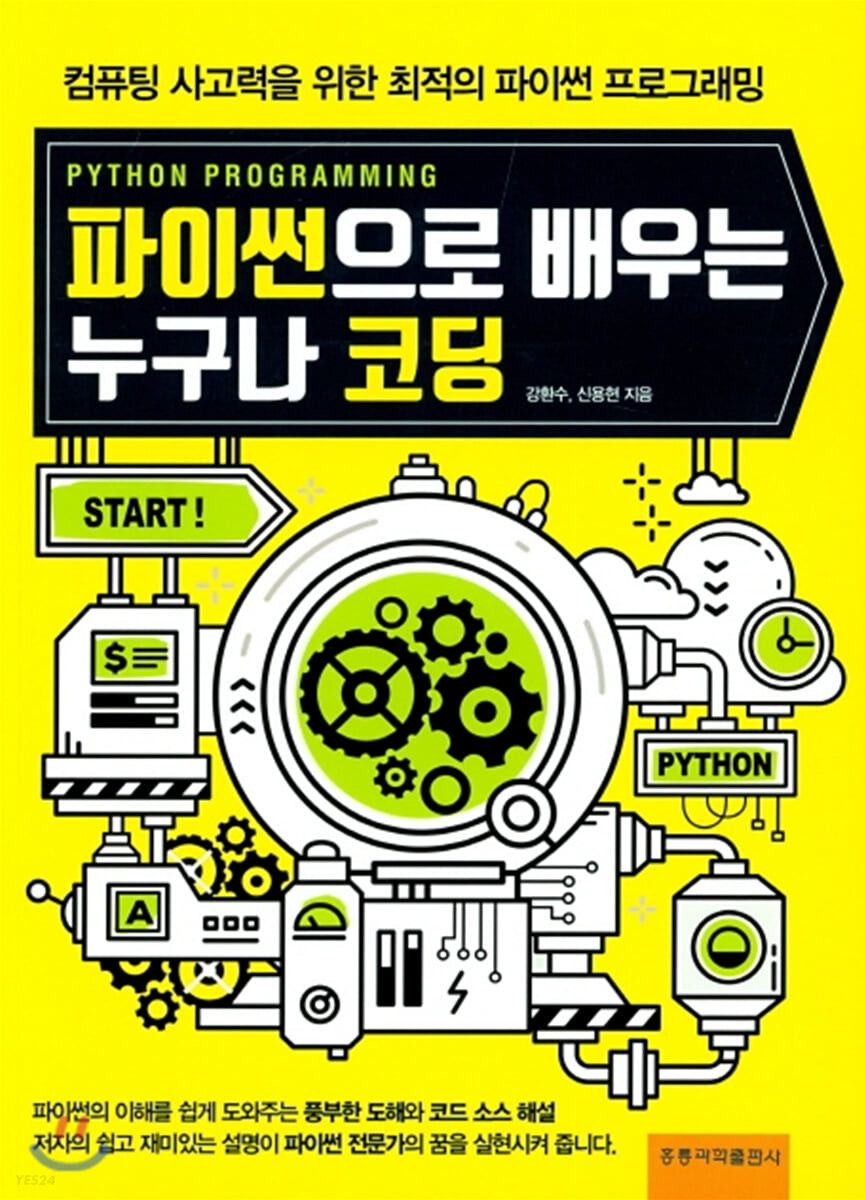 컴퓨팅 사고력을 위한 최적의 파이썬 프로그래밍
PYTHON PROGRAMMING
파이썬으로 배우는
누구나 코딩
강환수, 신용현 지음
START!
$
PYTHON
A
파이썬의 이해를 쉽게 도와주는 풍부한 도해와 코드 소스 해설
저자의 쉽고 재미있는 설명이 파이썬 전문가의 꿈을 실현시켜 줍니다.
홍릉과학출판사
YES24